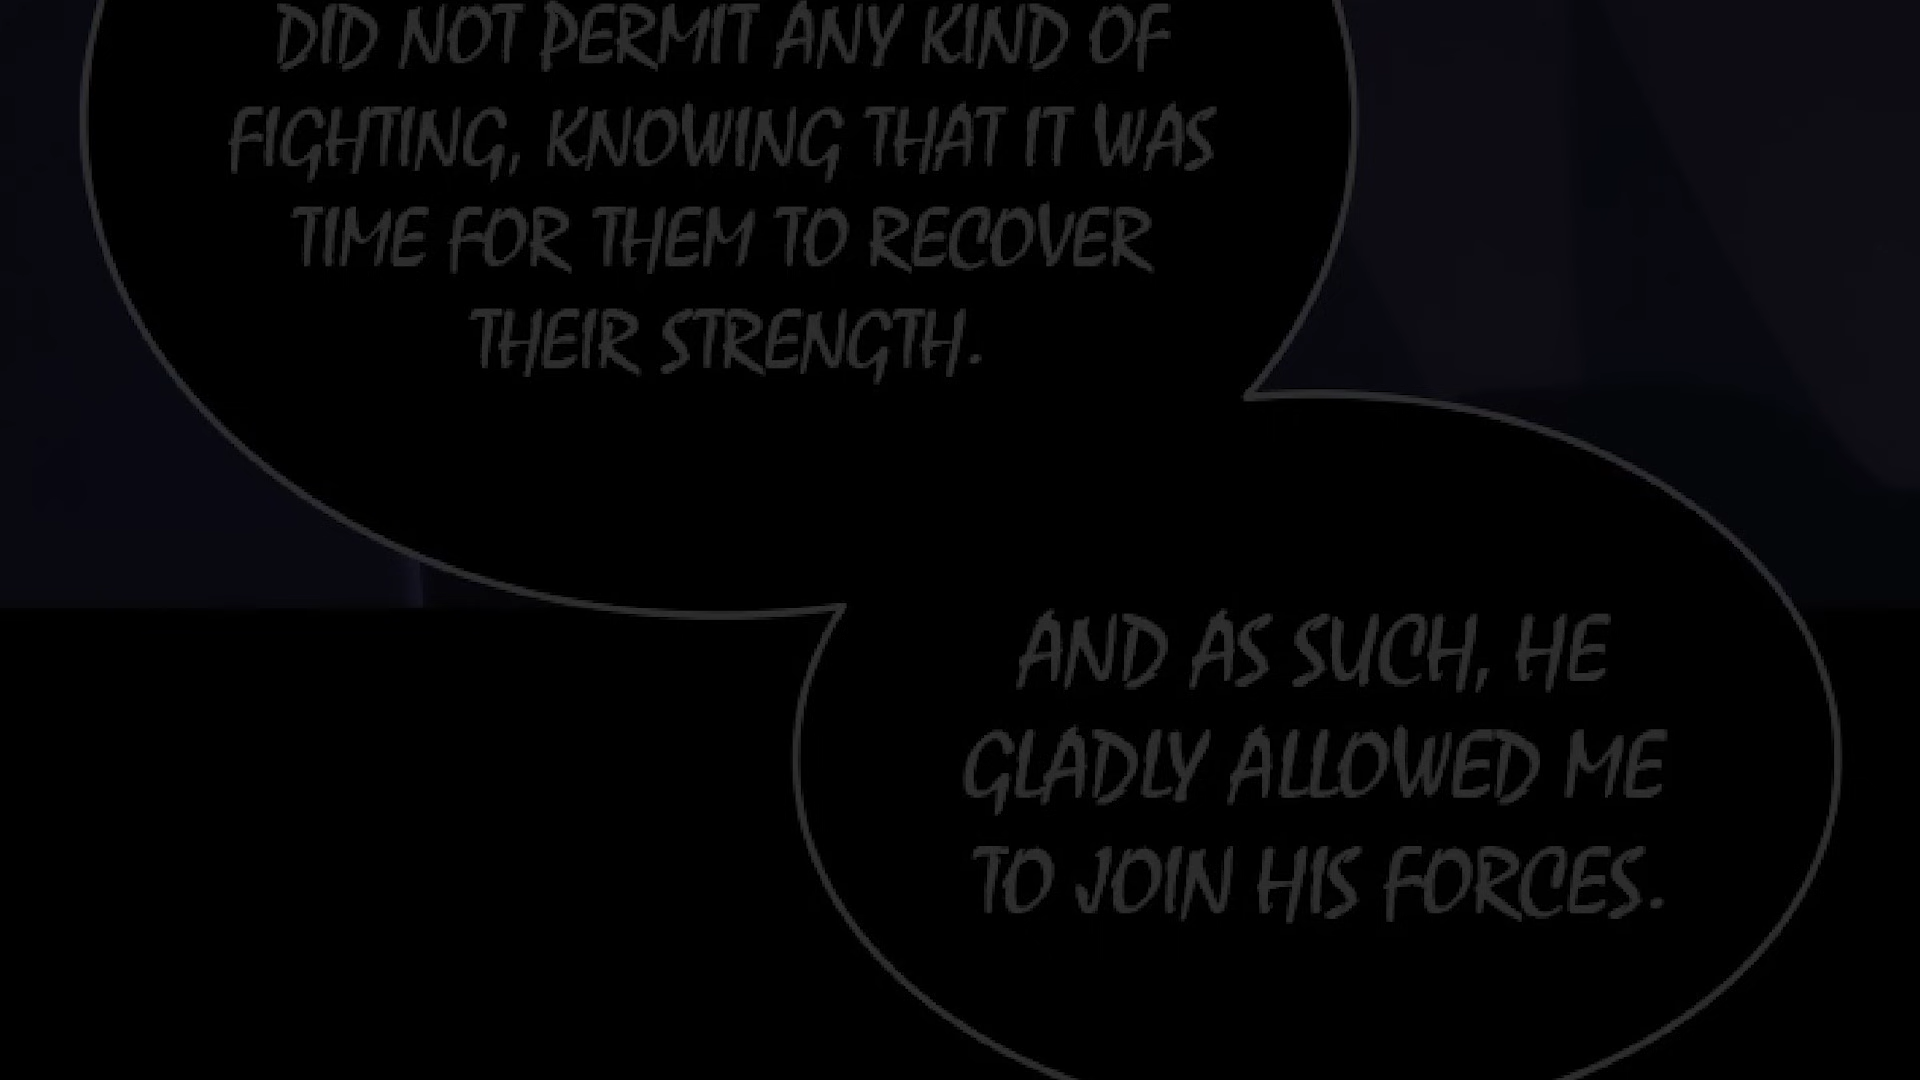 DID NOT PERMIT ANY KIND OF
FIGHTING, KNOWING THAT IT WAS
TIME FOR THEM TO RECOVER
THEIR STRENGTH.
AND AS SUCH, HE
GLADLY ALLOWED ME
TO JOIN HIS FORCES.